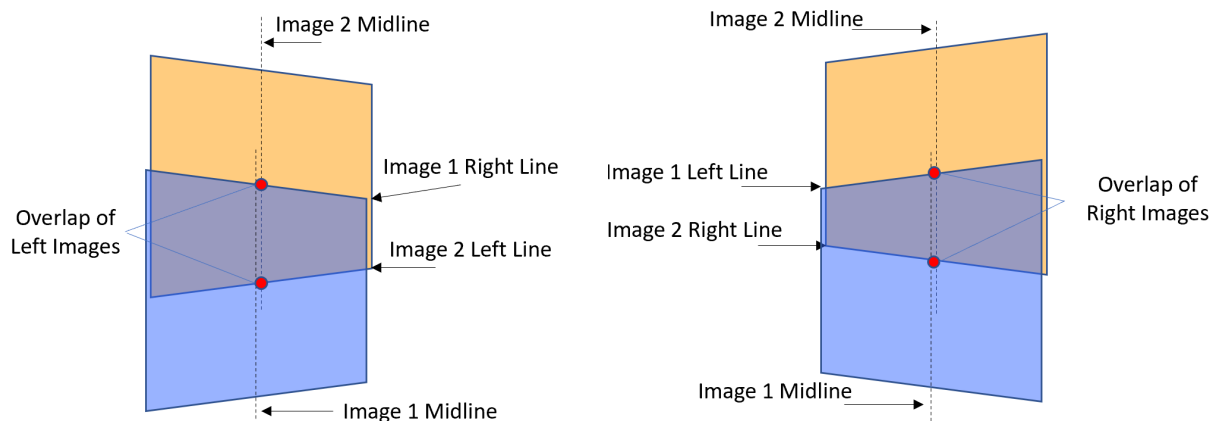 Image 2 Midline
Image 1 Right Line
Overlap of
Left Images
Image 2 Left Line
Image 1 Midline
Image 2 Midline
Image 1 Left Line
Overlap of
Right Images
Image 2 Right Line
Image 1 Midline